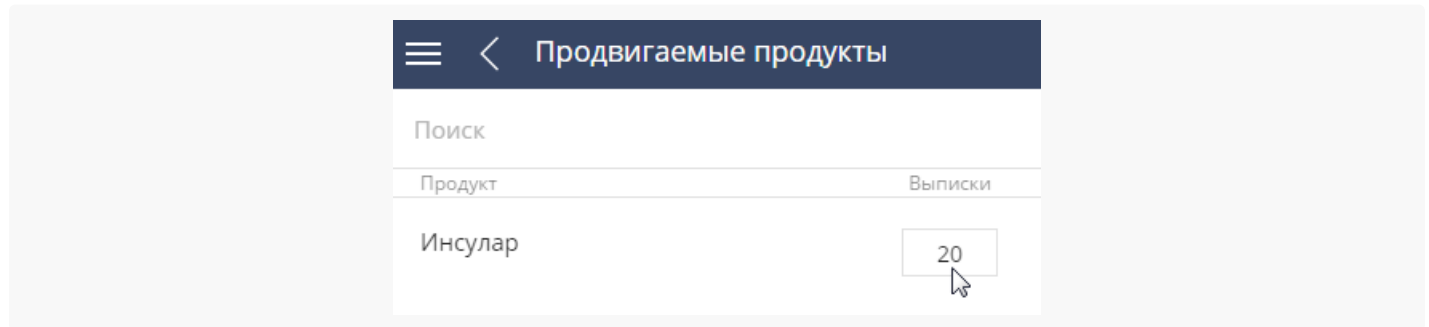 Продвигаемые продукты
Поиск
Продукт Выписки
Инсулар 20